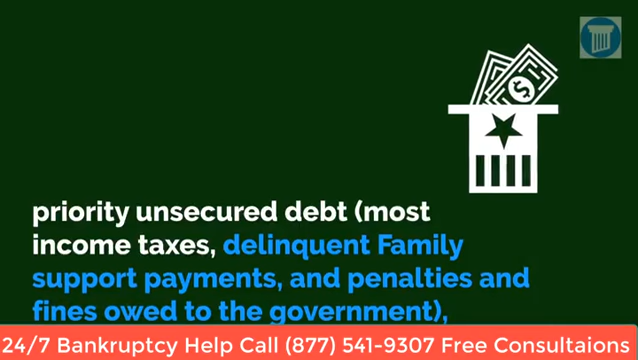 priority unsecured debt (most
income taxes, delinquent Family
support payments, and penalties and
fines owed to the government),
24/7 Bankruptcy Help Call (877) 541-9307 Free Consultaions